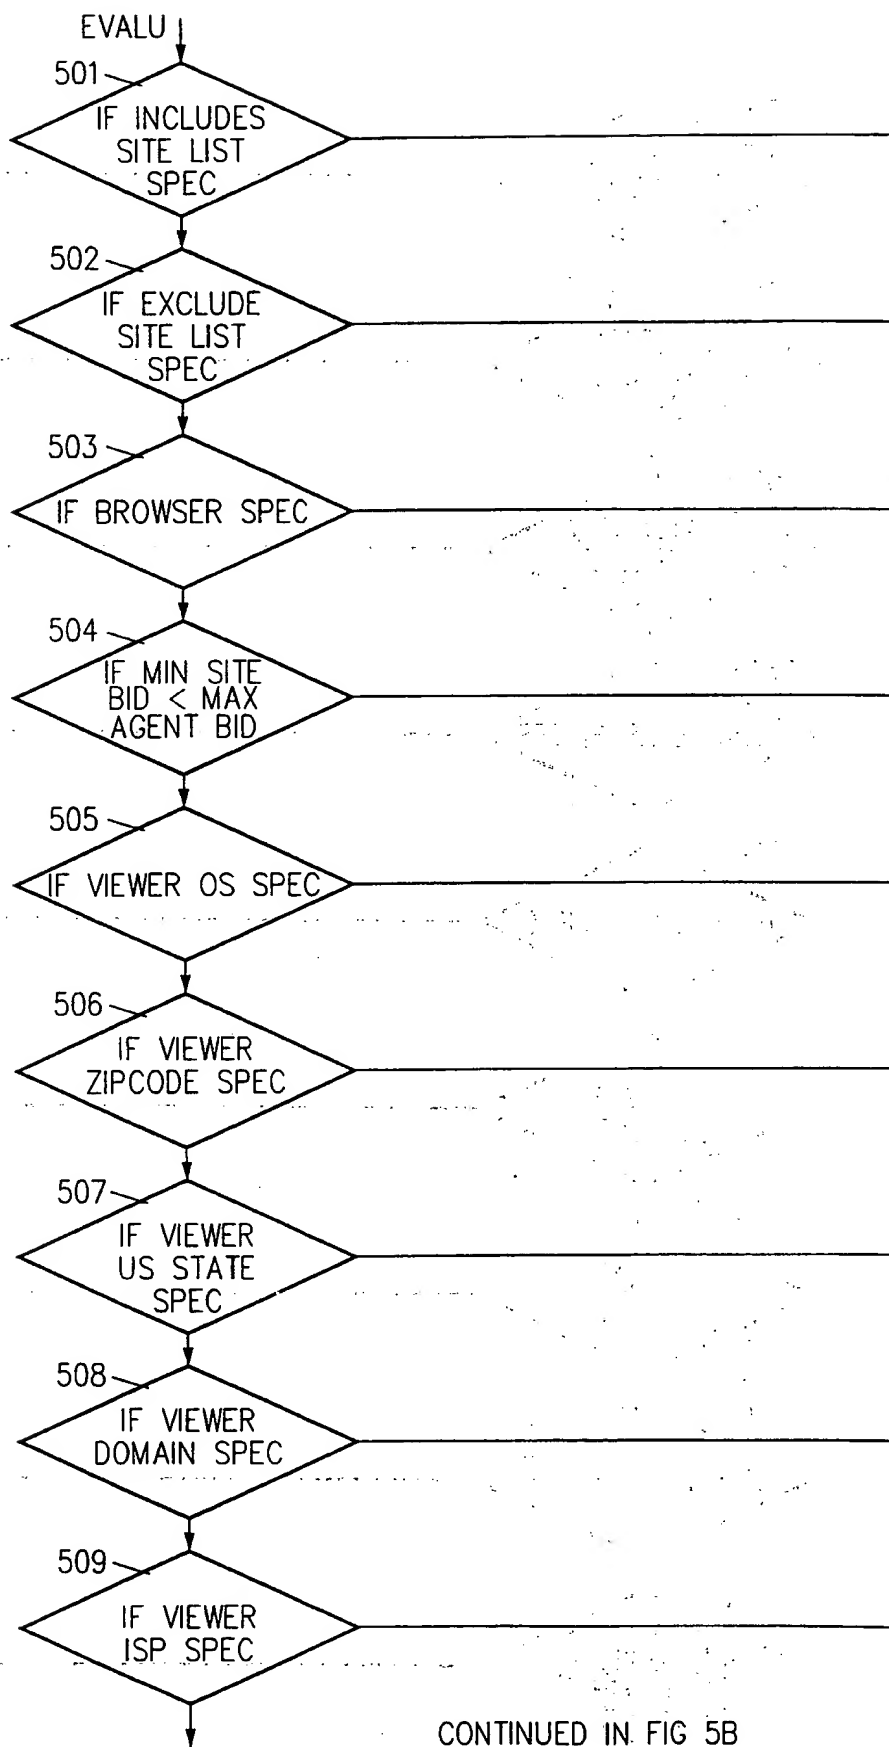 EVALU
501
IF INCLUDES
SITE LIST
SPEC
502
IF EXCLUDE
SITE LIST
SPEC
503
IF BROWSER SPEC
504
IF MIN SITE
BID < MAX
AGENT BID
505
IF VIEWER OS SPEC
506
IF VIEWER
ZIPCODE SPEC
507
IF VIEWER
US STATE
SPEC
508
IF VIEWER
DOMAIN SPEC
509
IF VIEWER
ISP SPEC
CONTINUED IN FIG 5B